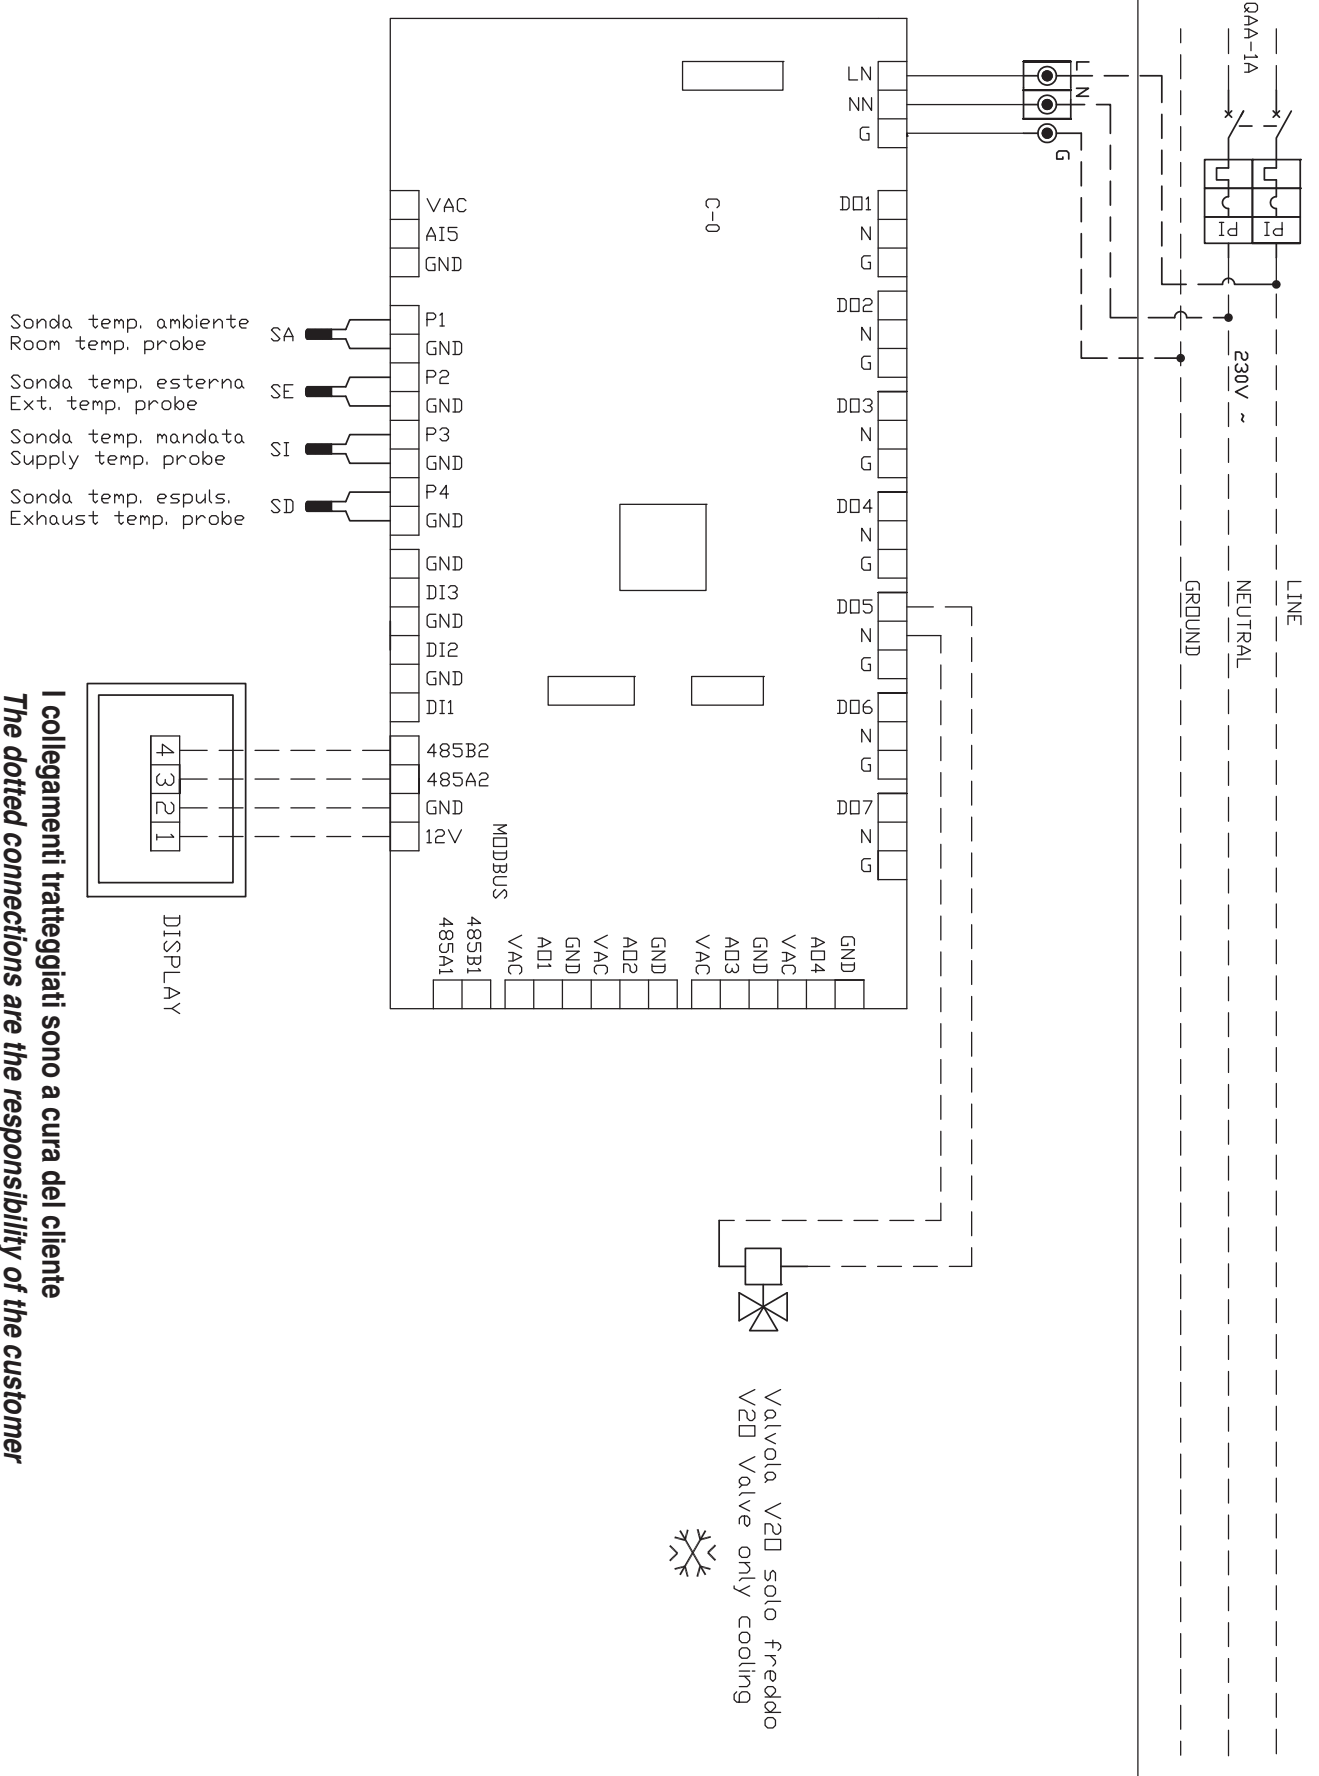 QAA-1A
PI
PI
230V ~
LINE
NEUTRAL
GROUND
L
N
G
LN
NN
G
C-0
DO1
N
G
DO2
N
G
DO3
N
G
DO4
N
G
DO5
N
G
DO6
N
G
DO7
N
G
VAC
AI5
GND
P1
GND
P2
GND
P3
GND
P4
GND
GND
DI3
GND
DI2
GND
DI1
485B2
485A2
GND
12V
MODBUS
Sonda temp. ambiente
Room temp. probe
SA
Sonda temp. esterna
Ext. temp. probe
SE
Sonda temp. mandata
Supply temp. probe
SI
Sonda temp. espuls.
Exhaust temp. probe
SD
4
3
2
1
DISPLAY
485A1
485B1
VAC
AO1
GND
VAC
AO2
GND
VAC
AO3
GND
VAC
AO4
GND
Valvola V2O solo freddo
V2O Valve only cooling
I collegamenti tratteggiati sono a cura del cliente
The dotted connections are the responsibility of the customer